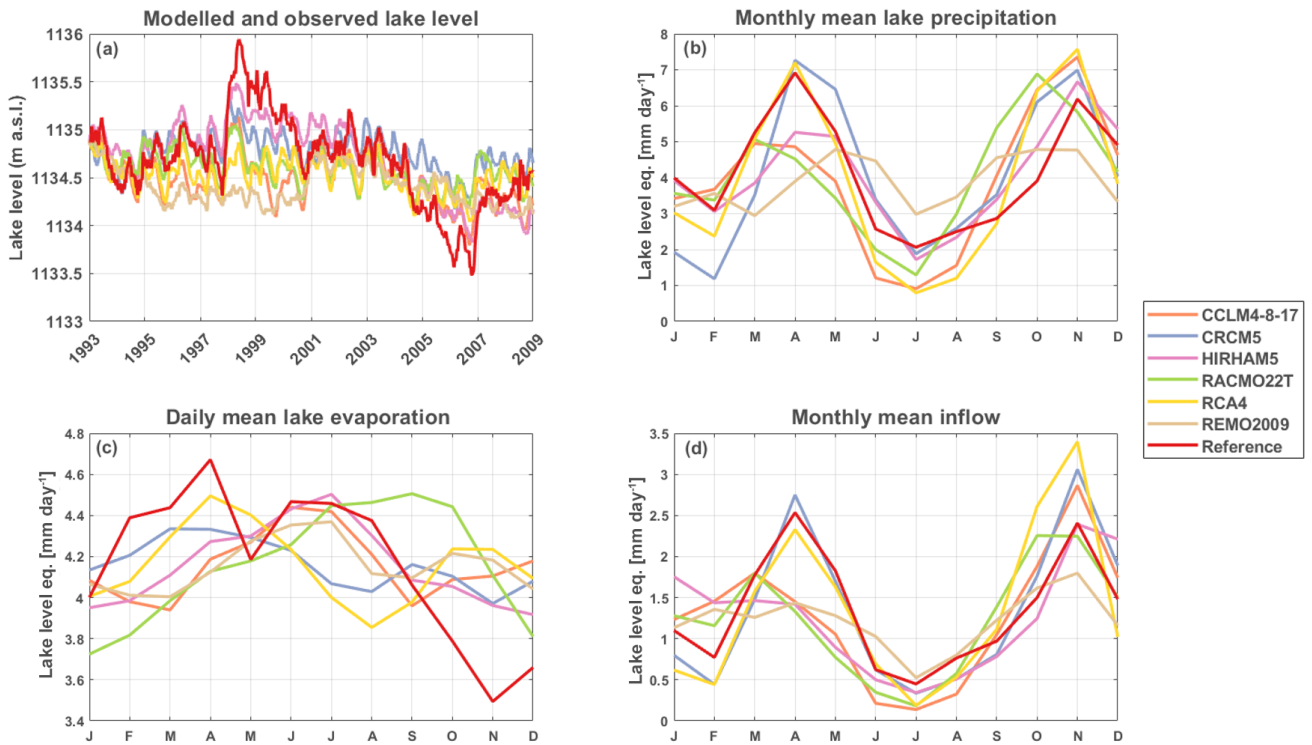 Modelled and observed lake level
(a)
Lake level (m a.s.l.)
1136
1135.5
1135
1134.5
1134
1133.5
1133
1993
1995
1997
1999
2001
2003
2005
2007
2009
Monthly mean lake precipitation
(b)
Lake level eq. [mm day⁻¹]
8
7
6
5
4
3
2
1
0
J F M A M J J A S O N D
CCLM4-8-17
CRCM5
HIRHAM5
RACMO22T
RCA4
REMO2009
Reference
Daily mean lake evaporation
(c)
Lake level eq. [mm day⁻¹]
4.8
4.6
4.4
4.2
4
3.8
3.6
3.4
J F M A M J J A S O N D
Monthly mean inflow
(d)
Lake level eq. [mm day⁻¹]
3.5
3
2.5
2
1.5
1
0.5
0
J F M A M J J A S O N D